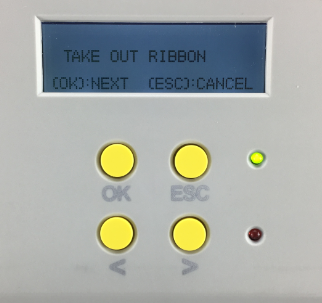 TAKE OUT RIBBON
(OK):NEXT (ESC):CANCEL
OK ESC
< >